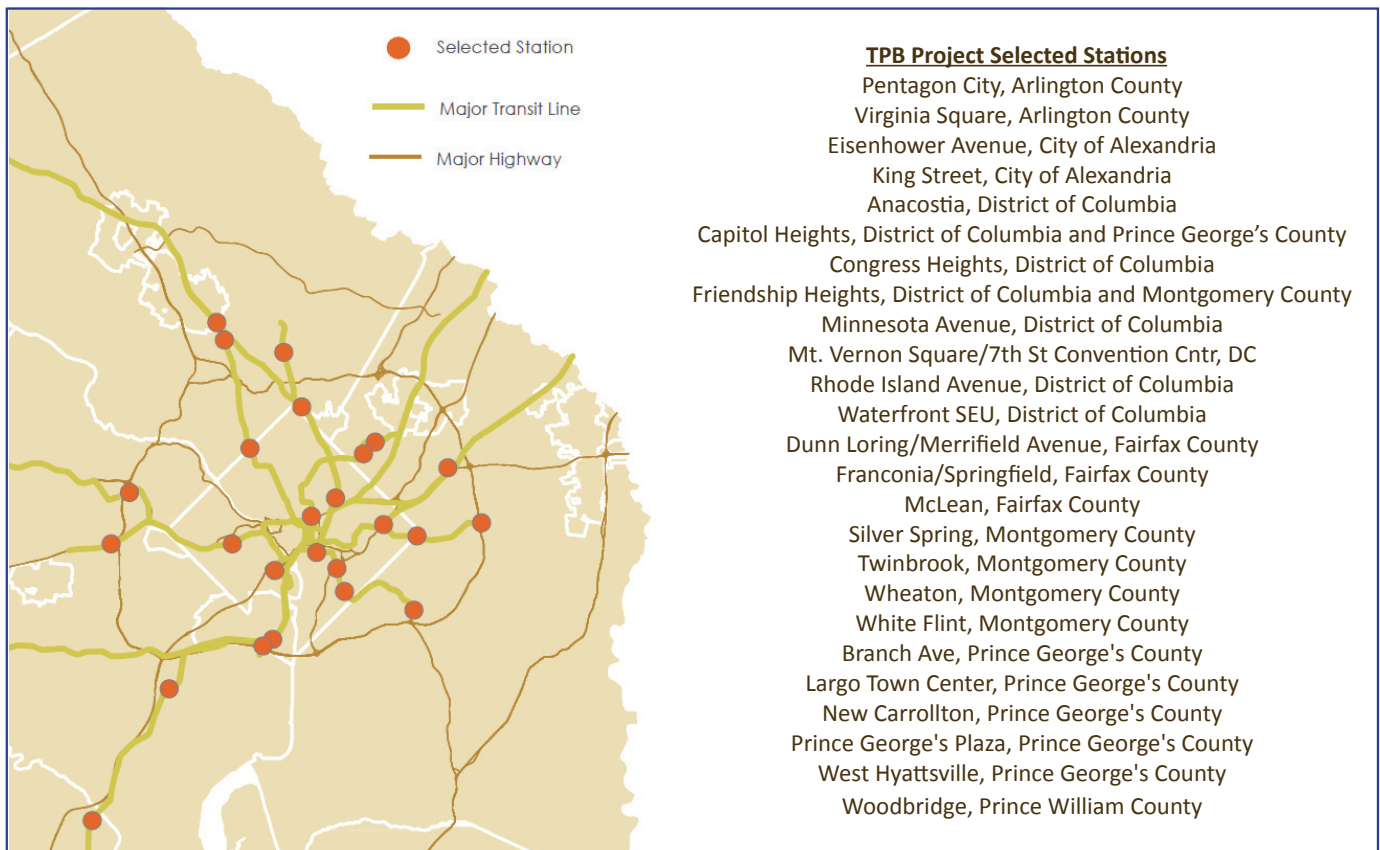 Selected Station
Major Transit Line
Major Highway
TPB Project Selected Stations
Pentagon City, Arlington County
Virginia Square, Arlington County
Eisenhower Avenue, City of Alexandria
King Street, City of Alexandria
Anacostia, District of Columbia
Capitol Heights, District of Columbia and Prince George’s County
Congress Heights, District of Columbia
Friendship Heights, District of Columbia and Montgomery County
Minnesota Avenue, District of Columbia
Mt. Vernon Square/7th St Convention Cntr, DC
Rhode Island Avenue, District of Columbia
Waterfront SEU, District of Columbia
Dunn Loring/Merrifield Avenue, Fairfax County
Franconia/Springfield, Fairfax County
McLean, Fairfax County
Silver Spring, Montgomery County
Twinbrook, Montgomery County
Wheaton, Montgomery County
White Flint, Montgomery County
Branch Ave, Prince George's County
Largo Town Center, Prince George's County
New Carrollton, Prince George's County
Prince George's Plaza, Prince George's County
West Hyattsville, Prince George's County
Woodbridge, Prince William County